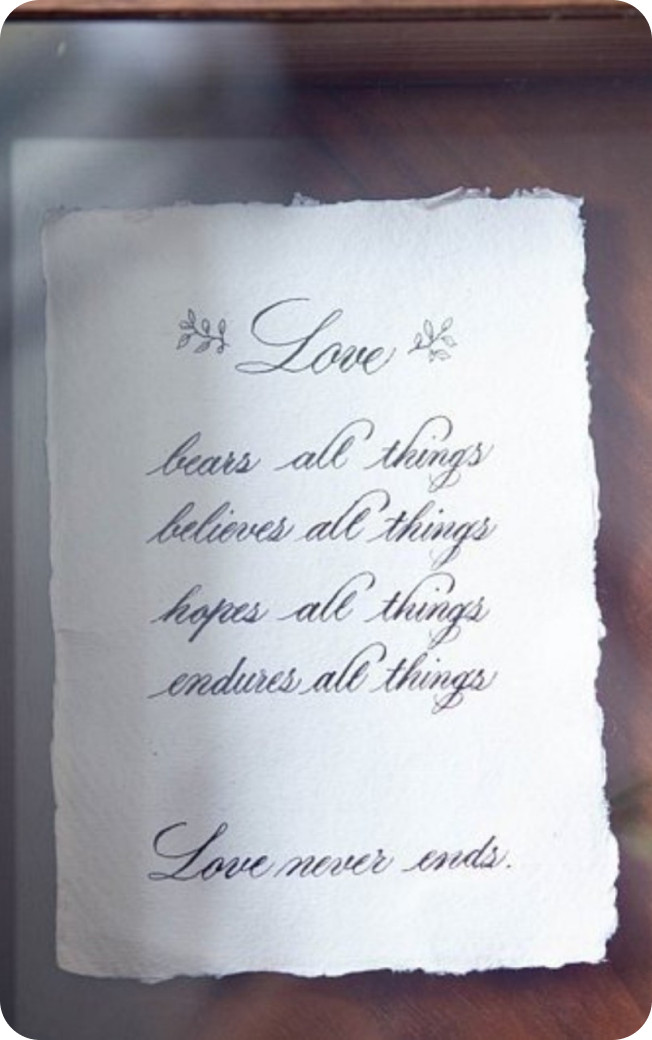 Love
bears all things
believes all things
hopes all things
endures all things
Love never ends.